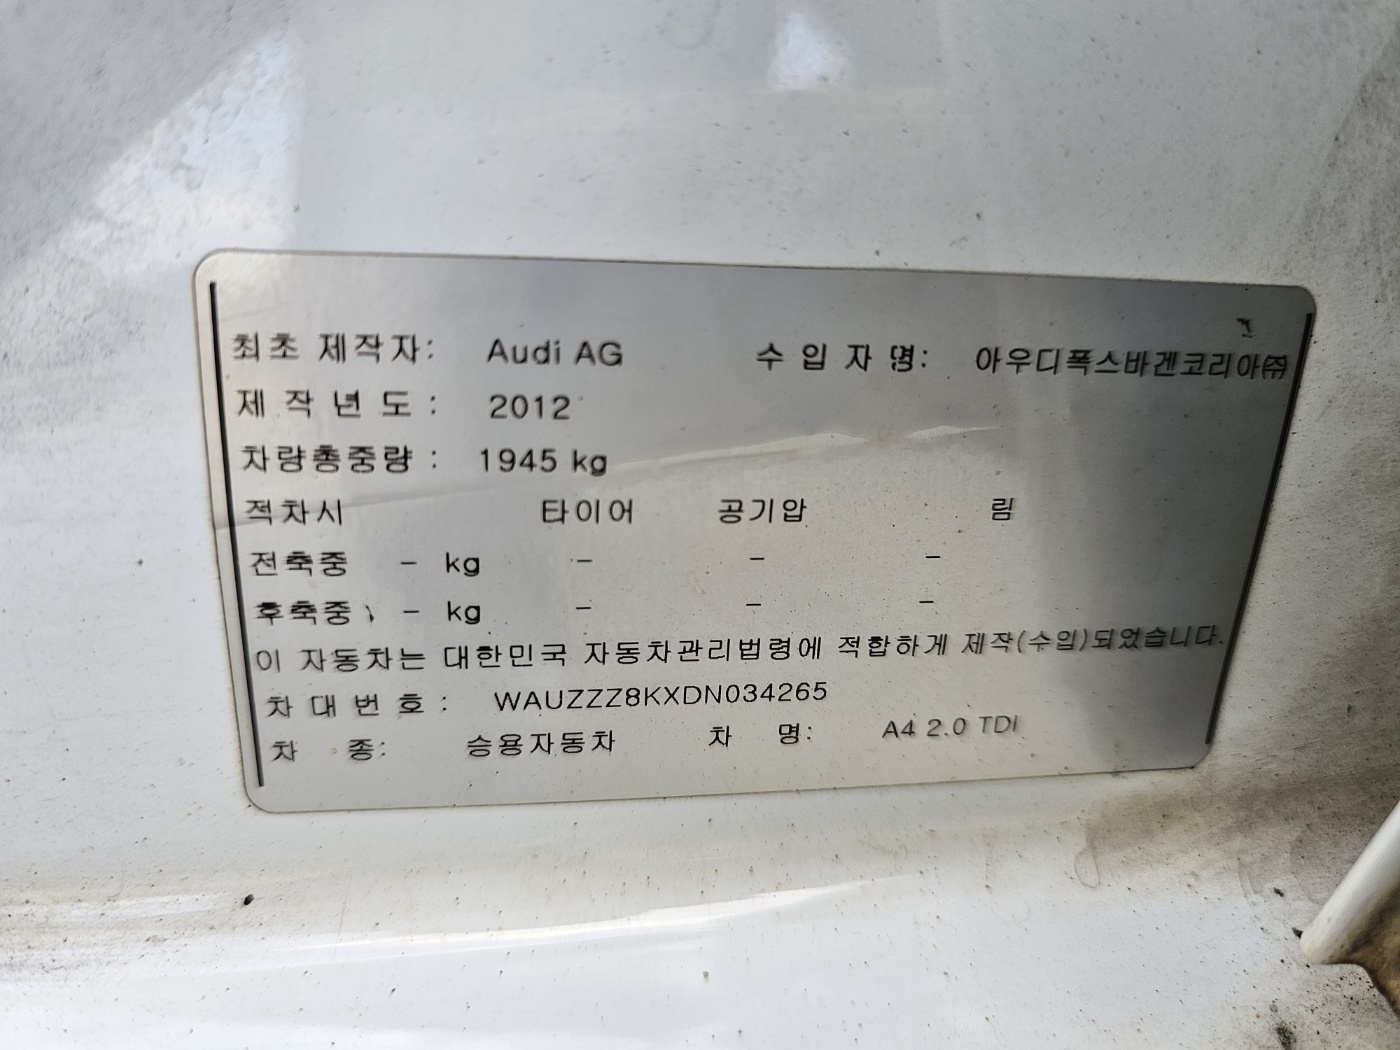 최초 제작자: Audi AG 수 입 자 명: 아우디폭스바겐코리아㈜
제 작 년 도 : 2012
차량총중량 : 1945 kg
적차시 타이어 공기압 림
전축중 - kg - - -
후축중 - kg - - -
이 자동차는 대한민국 자동차관리법령에 적합하게 제작(수입)되었습니다.
차 대 번 호 : WAUZZZ8KXDN034265
차 종: 승용자동차 차 명: A4 2.0 TDI